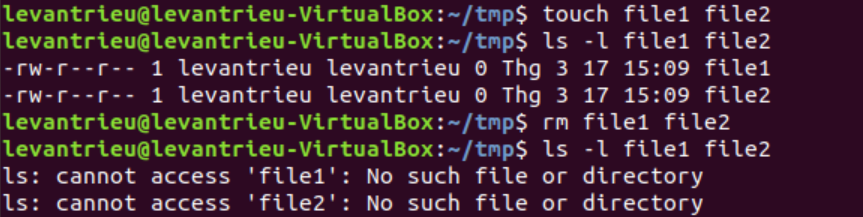 levantrieu@levantrieu-VirtualBox:~/tmp$ touch file1 file2
levantrieu@levantrieu-VirtualBox:~/tmp$ ls -l file1 file2
-rw-r--r-- 1 levantrieu levantrieu 0 Thg 3 17 15:09 file1
-rw-r--r-- 1 levantrieu levantrieu 0 Thg 3 17 15:09 file2
levantrieu@levantrieu-VirtualBox:~/tmp$ rm file1 file2
levantrieu@levantrieu-VirtualBox:~/tmp$ ls -l file1 file2
ls: cannot access 'file1': No such file or directory
ls: cannot access 'file2': No such file or directory